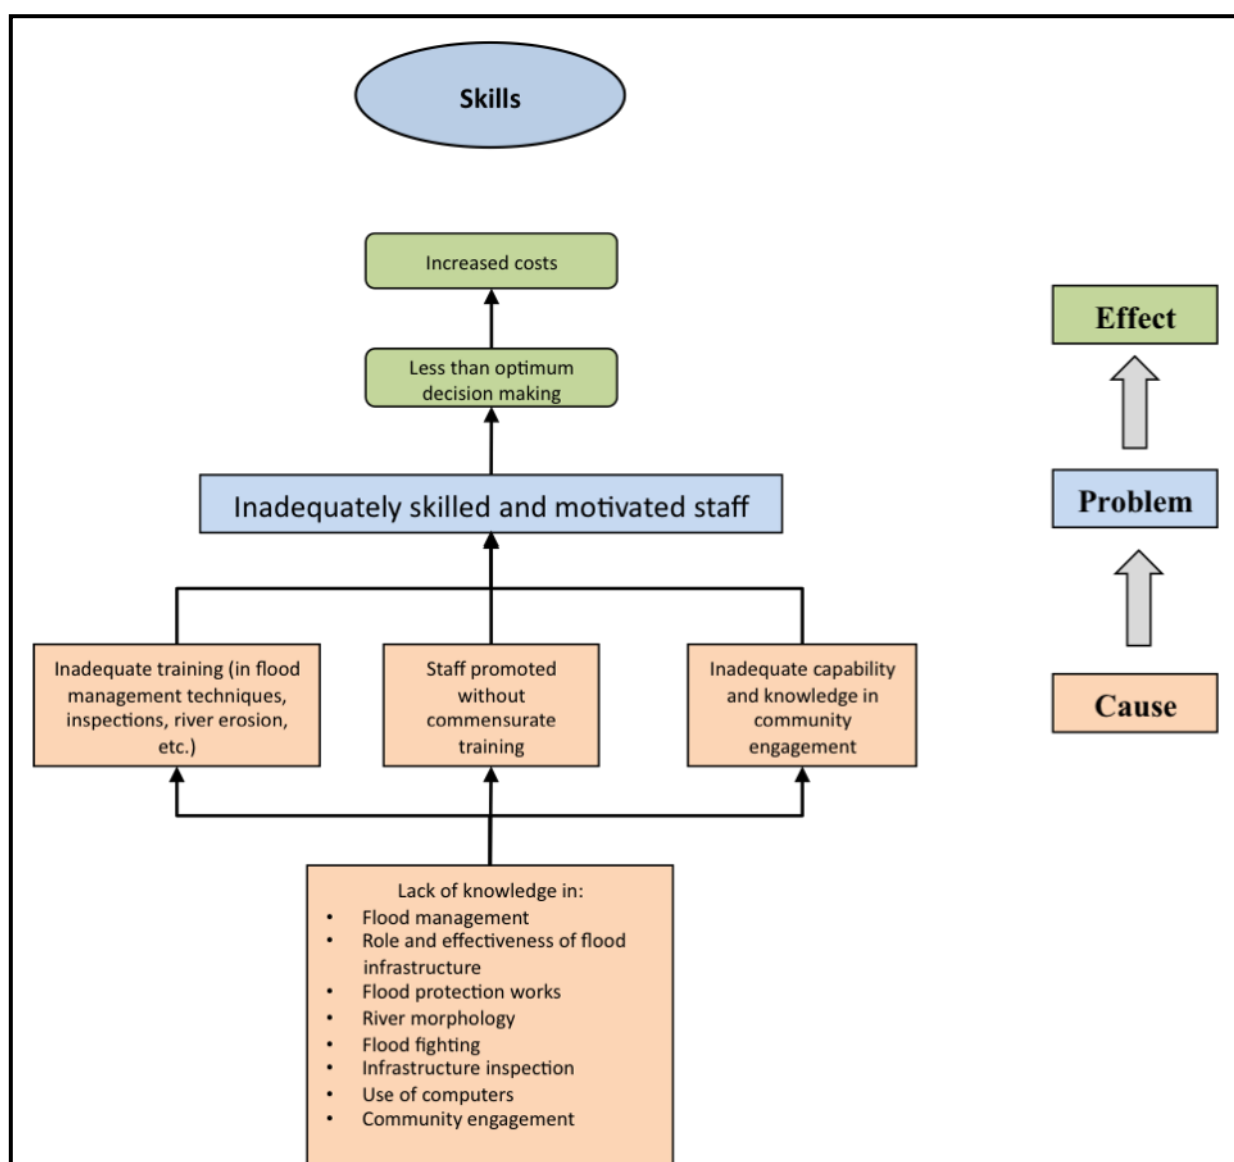 Skills
Increased costs
Less than optimum
decision making
Inadequately skilled and motivated staff
Inadequate training (in flood
management techniques,
inspections, river erosion,
etc.)
Staff promoted
without
commensurate
training
Inadequate capability
and knowledge in
community
engagement
Lack of knowledge in:
• Flood management
• Role and effectiveness of flood
infrastructure
• Flood protection works
• River morphology
• Flood fighting
• Infrastructure inspection
• Use of computers
• Community engagement
Effect
Problem
Cause